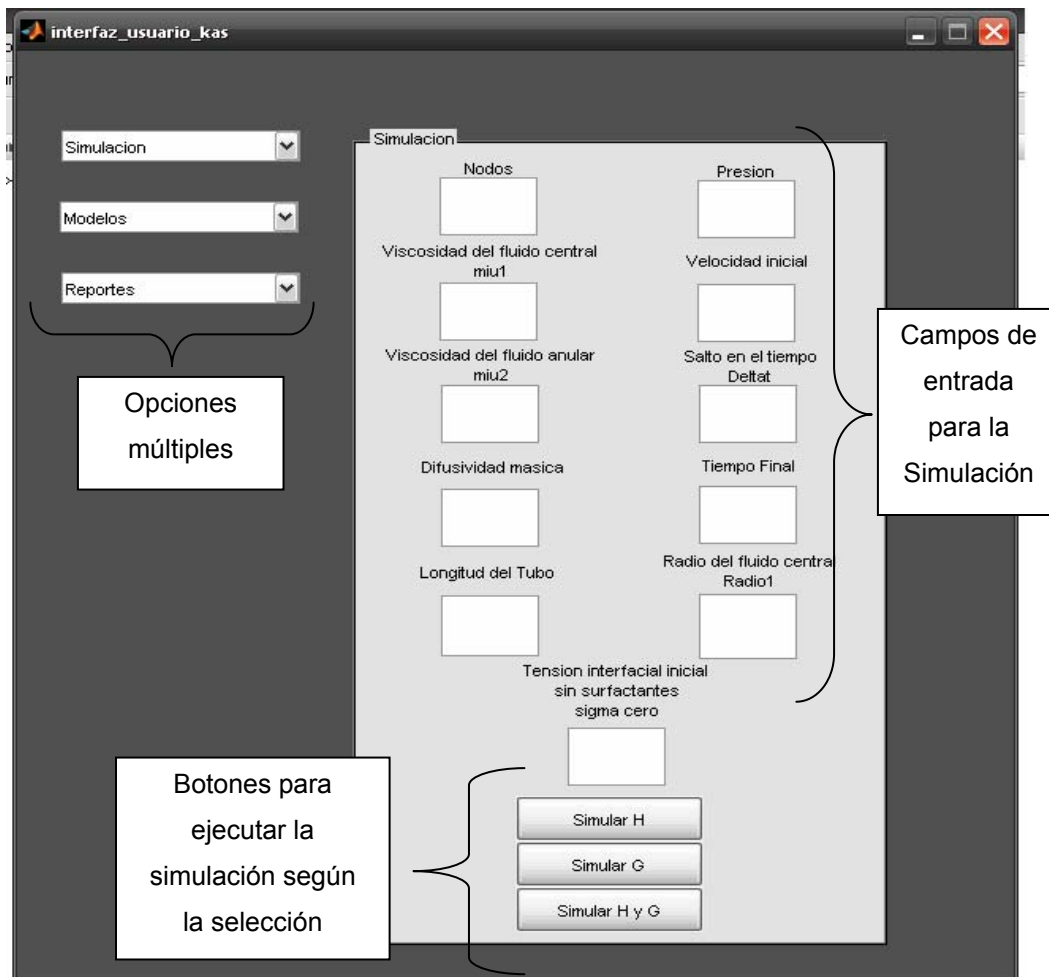 interfaz_usuario_kas
Simulacion
Modelos
Reportes
Opciones
múltiples
Simulacion
Nodos
Presion
Viscosidad del fluido central
miu1
Velocidad inicial
Viscosidad del fluido anular
miu2
Salto en el tiempo
Deltat
Difusividad masica
Tiempo Final
Longitud del Tubo
Radio del fluido central
Radio1
Tension interfacial inicial
sin surfactantes
sigma cero
Campos de
entrada
para la
Simulación
Botones para
ejecutar la
simulación según
la selección
Simular H
Simular G
Simular H y G